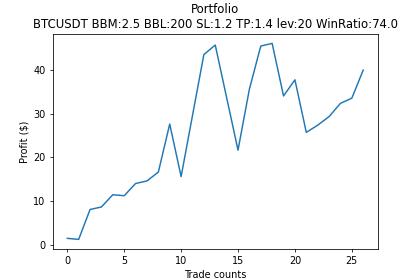 Portfolio
BTCUSDT BBM:2.5 BBL:200 SL:1.2 TP:1.4 lev:20 WinRatio:74.0
40
30
20
10
0
Profit ($)
0 5 10 15 20 25
Trade counts